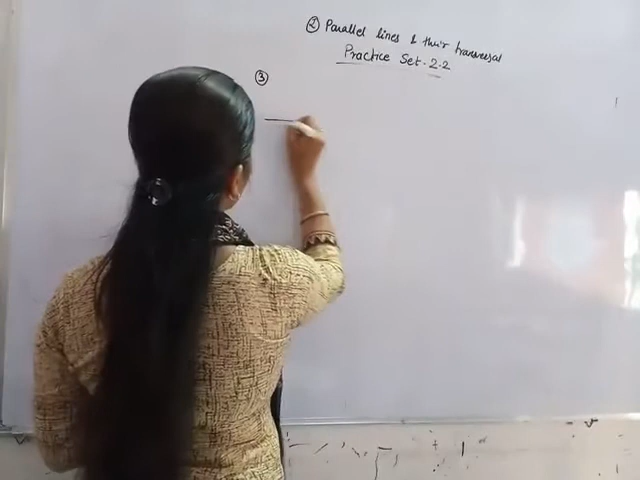 ② Parallel lines & their transversal
Practice Set. 2.2
③